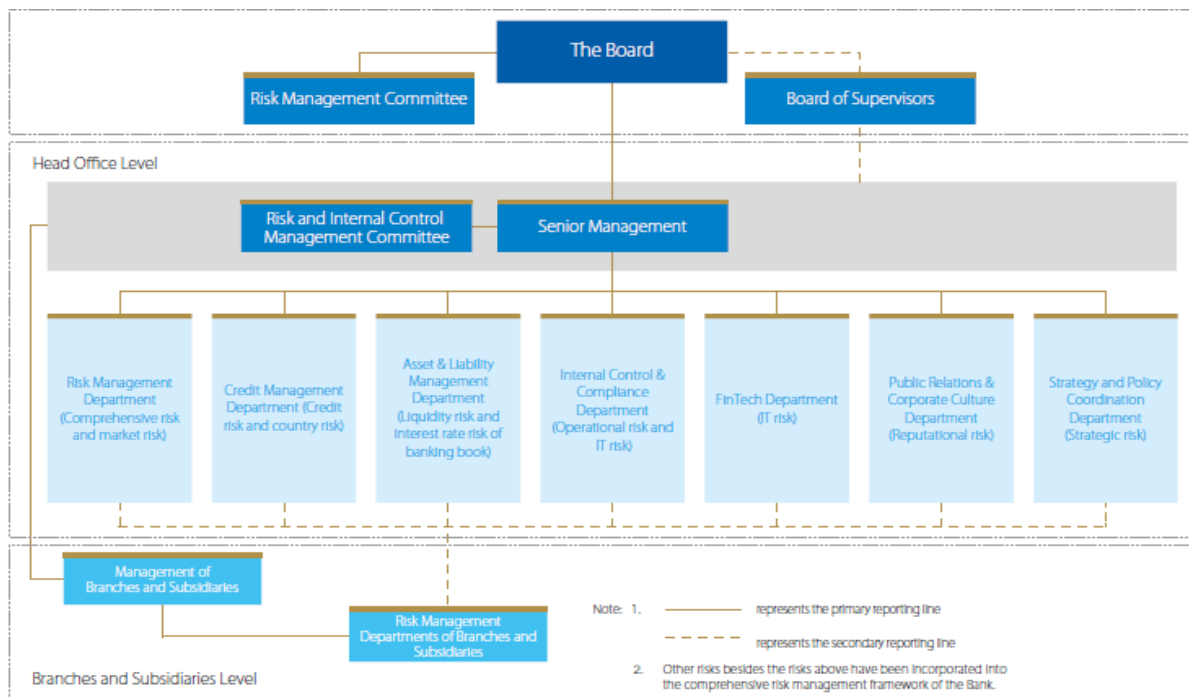 The Board
Risk Management Committee
Board of Supervisors
Head Office Level
Risk and Internal Control
Management Committee
Senior Management
Risk Management
Department
(Comprehensive risk
and market risk)
Credit Management
Department (Credit
risk and country risk)
Asset & Liability
Management
Department
(Liquidity risk and
interest rate risk of
banking book)
Internal Control &
Compliance
Department
(Operational risk and
IT risk)
FinTech Department
(IT risk)
Public Relations &
Corporate Culture
Department
(Reputational risk)
Strategy and Policy
Coordination
Department
(Strategic risk)
Management of
Branches and Subsidiaries
Risk Management
Departments of Branches and
Subsidiaries
Note: 1. represents the primary reporting line
represents the secondary reporting line
2. Other risks besides the risks above have been incorporated into
the comprehensive risk management framework of the Bank.
Branches and Subsidiaries Level